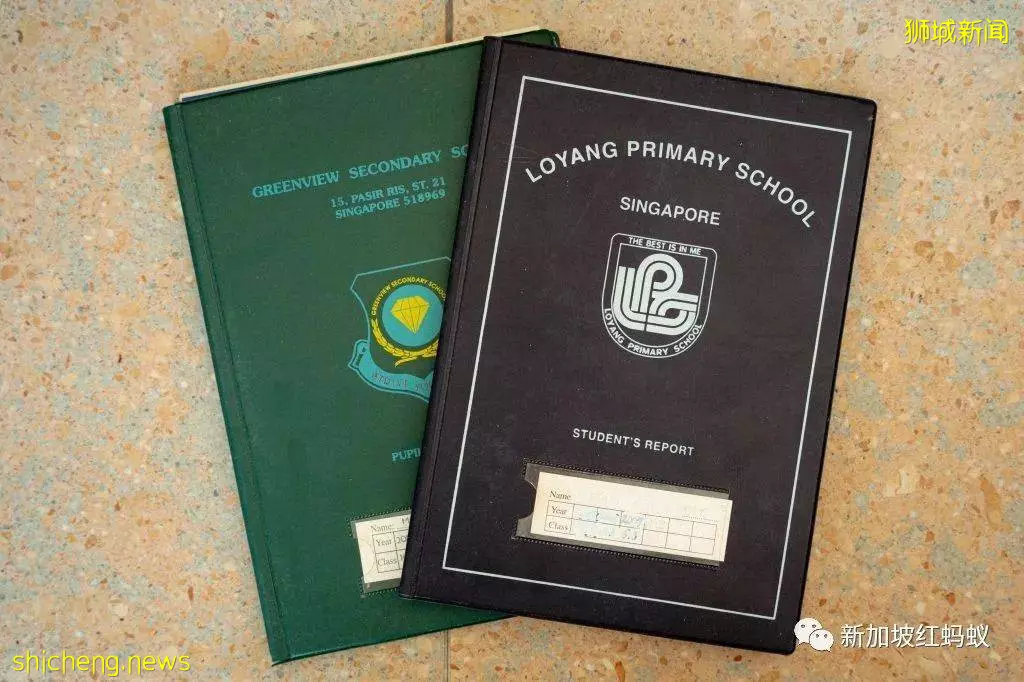 狮城新闻
GREENVIEW SECONDARY
15, PASIR RIS, ST. 21
SINGAPORE 518969
GREENVIEW SECONDARY SCHOOL
PUPIL
Name:
Year
Class
LOYANG PRIMARY SCHOOL
SINGAPORE
THE BEST IS IN ME
LPS
LOYANG PRIMARY SCHOOL
STUDENT'S REPORT
Name
Year
Class
新加坡红蚂蚁
shicheng.news